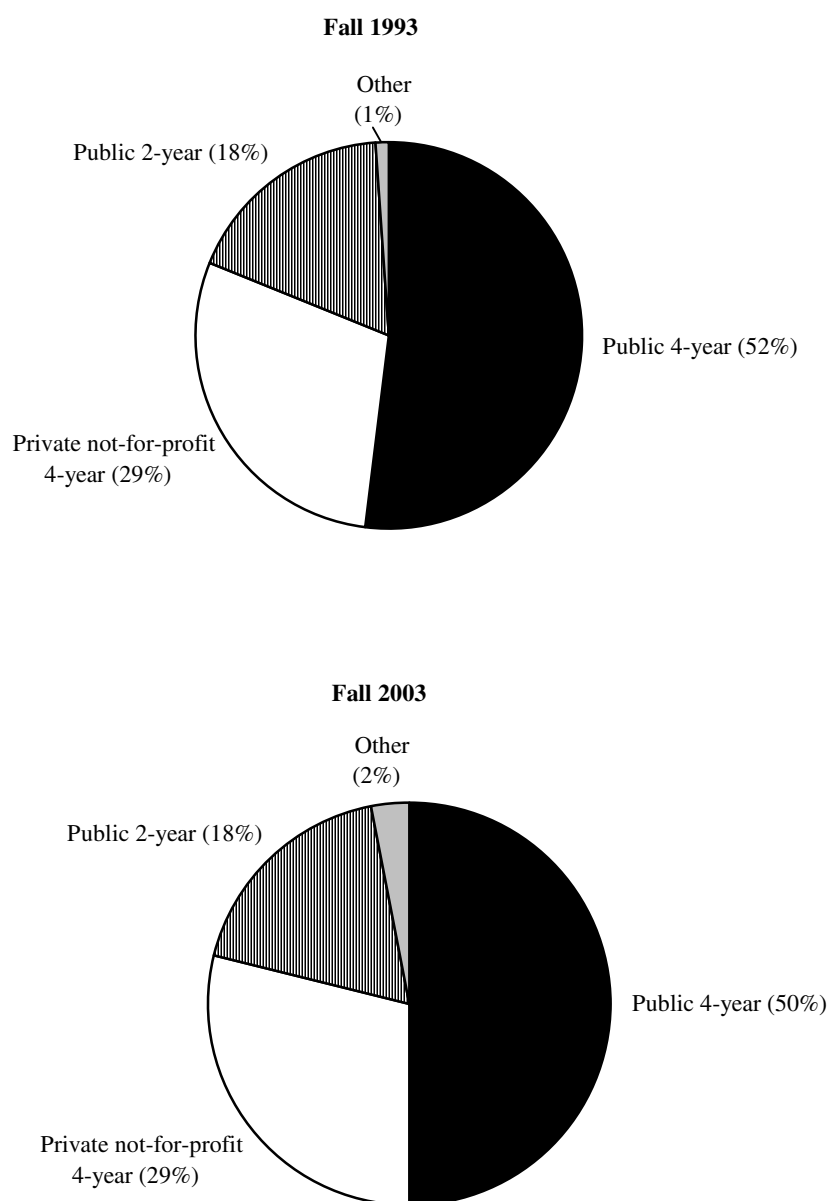 Fall 1993
Other
(1%)
Public 2-year (18%)
Public 4-year (52%)
Private not-for-profit
4-year (29%)
Fall 2003
Other
(2%)
Public 2-year (18%)
Public 4-year (50%)
Private not-for-profit
4-year (29%)